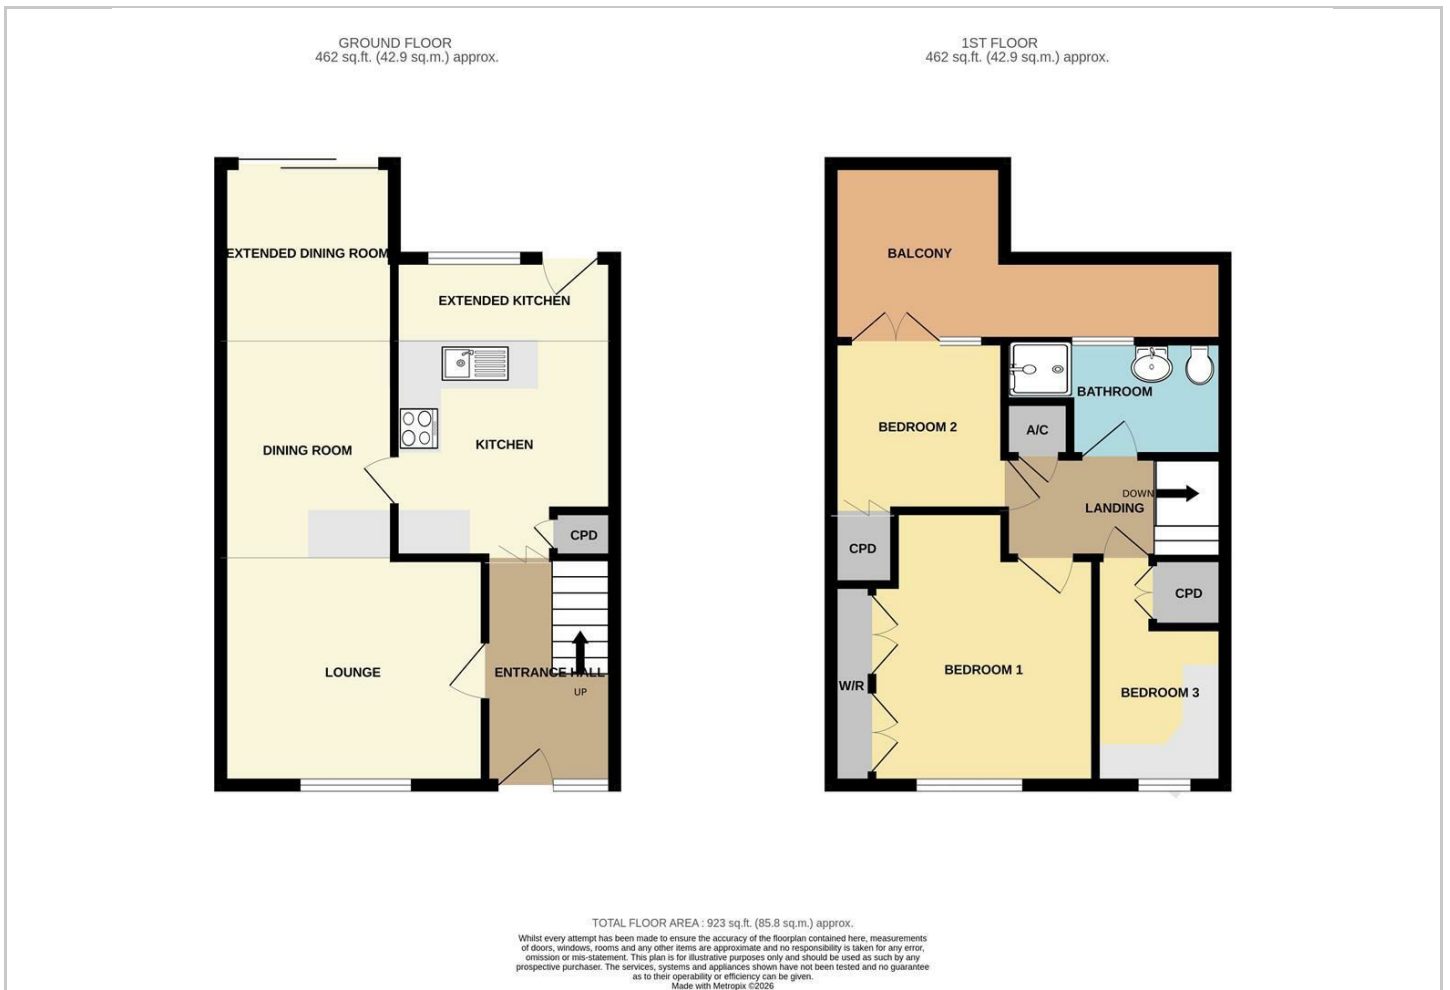 GROUND FLOOR
462 sq.ft. (42.9 sq.m.) approx.
EXTENDED DINING ROOM
EXTENDED KITCHEN
DINING ROOM
KITCHEN
CPD
LOUNGE
ENTRANCE HALL
UP
1ST FLOOR
462 sq.ft. (42.9 sq.m.) approx.
BALCONY
BATHROOM
BEDROOM 2
A/C
DOWN
LANDING
CPD
CPD
BEDROOM 1
W/R
BEDROOM 3
TOTAL FLOOR AREA : 923 sq.ft. (85.8 sq.m.) approx.
Whilst every attempt has been made to ensure the accuracy of the floorplan contained here, measurements
of doors, windows, rooms and any other items are approximate and no responsibility is taken for any error,
omission or mis-statement. This plan is for illustrative purposes only and should be used as such by any
prospective purchaser. The services, systems and appliances shown have not been tested and no guarantee
as to their operability or efficiency can be given.
Made with Metropix ©2026